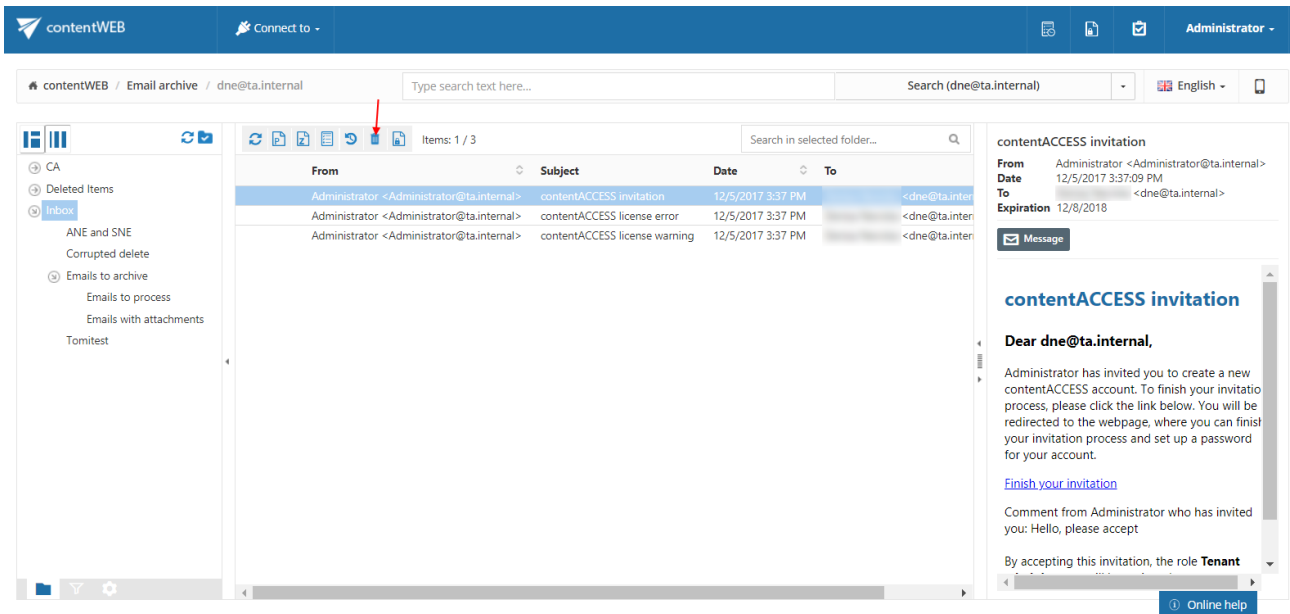 contentWEB
Connect to
Administrator
contentWEB / Email archive / dne@ta.internal
Type search text here...
Search (dne@ta.internal)
English
Items: 1 / 3
Search in selected folder...
CA
Deleted Items
Inbox
ANE and SNE
Corrupted delete
Emails to archive
Emails to process
Emails with attachments
Tomitest
From Subject Date To
Administrator <Administrator@ta.internal> contentACCESS invitation 12/5/2017 3:37 PM <dne@ta.inter
Administrator <Administrator@ta.internal> contentACCESS license error 12/5/2017 3:37 PM <dne@ta.inter
Administrator <Administrator@ta.internal> contentACCESS license warning 12/5/2017 3:37 PM <dne@ta.inter
contentACCESS invitation
From Administrator <Administrator@ta.internal>
Date 12/5/2017 3:37:09 PM
To <dne@ta.internal>
Expiration 12/8/2018
Message
contentACCESS invitation
Dear dne@ta.internal,
Administrator has invited you to create a new
contentACCESS account. To finish your invitatio
process, please click the link below. You will be
redirected to the webpage, where you can finish
your invitation process and set up a password
for your account.
Finish your invitation
Comment from Administrator who has invited
you: Hello, please accept
By accepting this invitation, the role Tenant
Online help